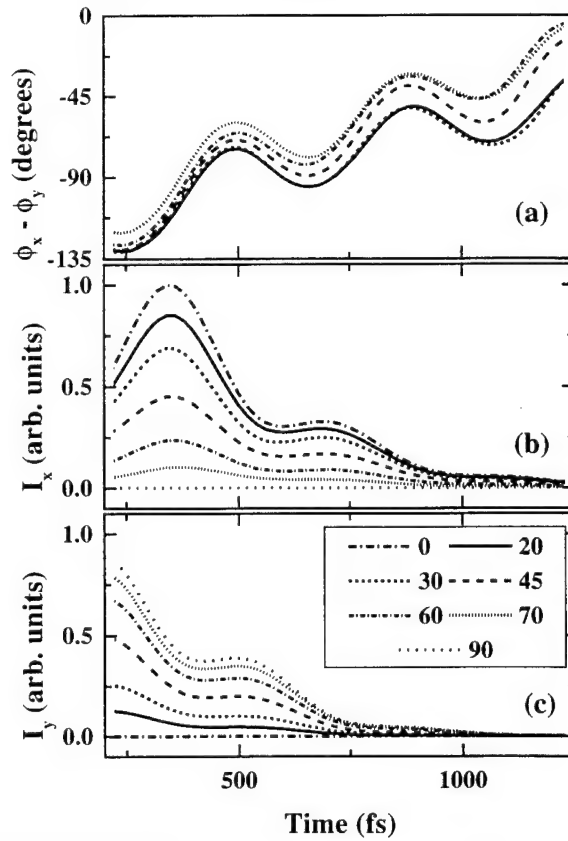 0
-45
-90
-135
ϕx - ϕy (degrees)
(a)
1.0
0.5
0.0
Ix (arb. units)
(b)
1.0
0.5
0.0
Iy (arb. units)
0 20
30 45
60 70
90
(c)
500 1000
Time (fs)